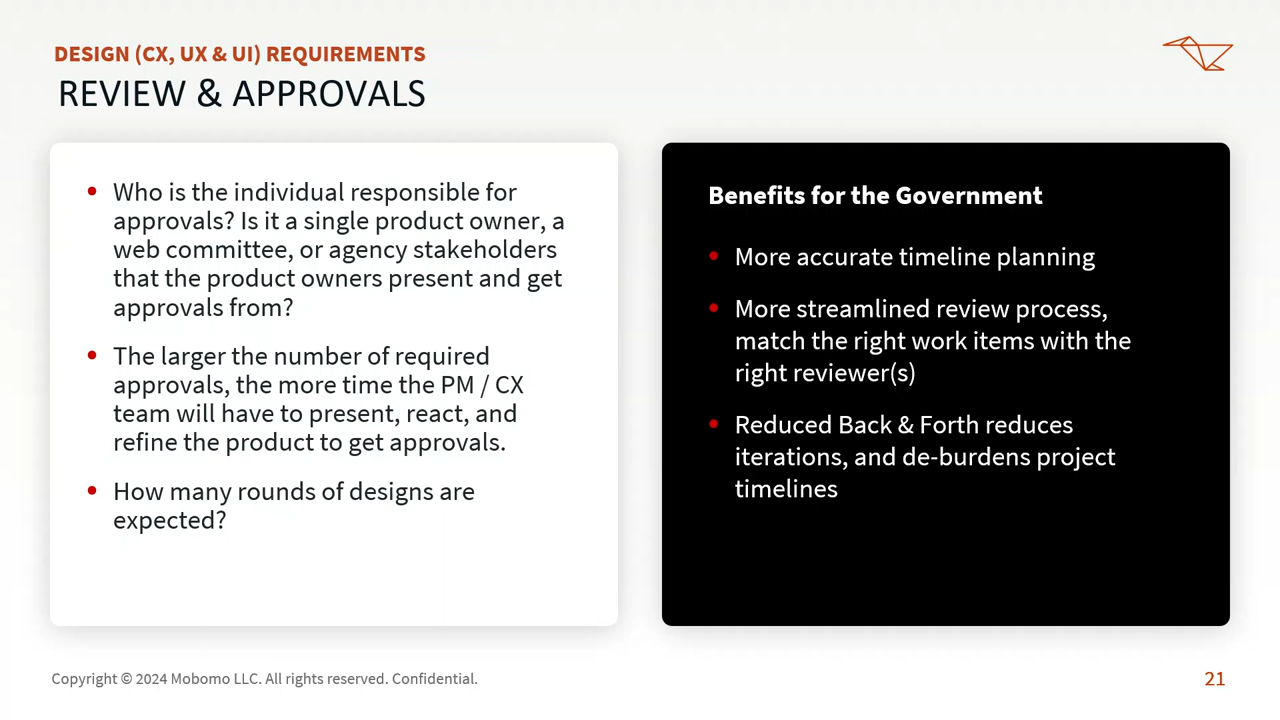 DESIGN (CX, UX & UI) REQUIREMENTS
REVIEW & APPROVALS
• Who is the individual responsible for
approvals? Is it a single product owner, a
web committee, or agency stakeholders
that the product owners present and get
approvals from?
• The larger the number of required
approvals, the more time the PM / CX
team will have to present, react, and
refine the product to get approvals.
• How many rounds of designs are
expected?
Benefits for the Government
• More accurate timeline planning
• More streamlined review process,
match the right work items with the
right reviewer(s)
• Reduced Back & Forth reduces
iterations, and de-burdens project
timelines
Copyright © 2024 Mobomo LLC. All rights reserved. Confidential.
21